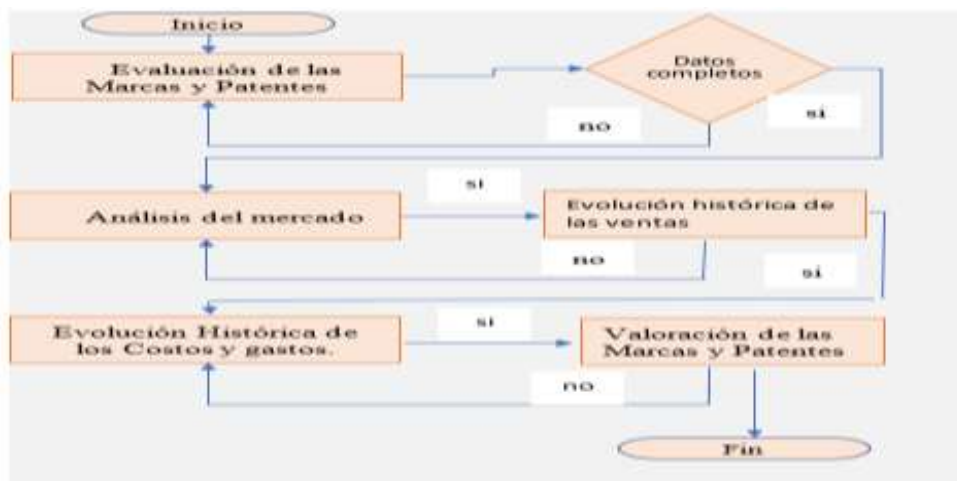 Inicio
Evaluación de las
Marcas y Patentes
Datos
completos
si
no
Análisis del mercado
si
Evolución histórica de
las ventas
no
si
Evolución Histórica de
los Costos y gastos.
si
Valoración de las
Marcas y Patentes
no
Fin